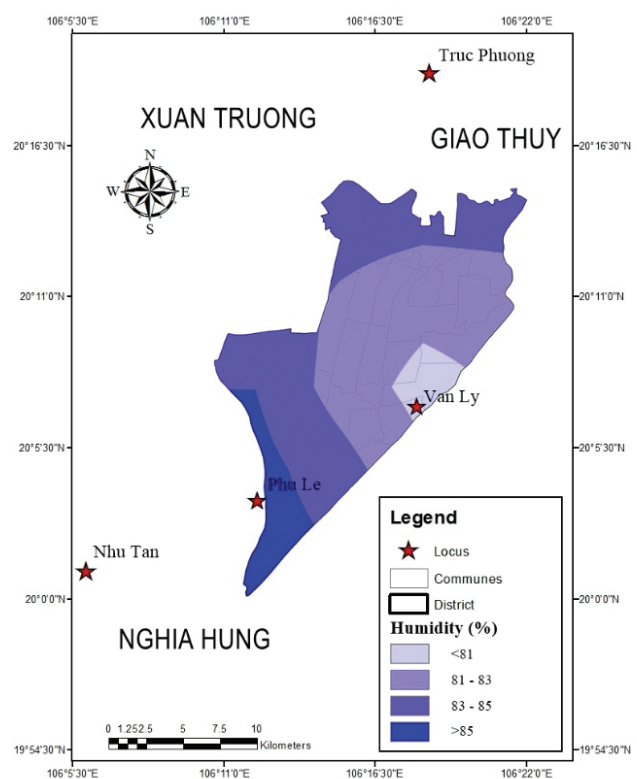 106°5'30"E 106°11'0"E 106°16'30"E 106°22'0"E
Truc Phuong
XUAN TRUONG
GIAO THUY
20°16'30"N 20°16'30"N
N
W E
S
20°11'0"N 20°11'0"N
Van Ly
20°5'30"N 20°5'30"N
Phu Le
Nhu Tan
20°0'0"N 20°0'0"N
NGHIA HUNG
Legend
Locus
Communes
District
Humidity (%)
<81
81 - 83
83 - 85
>85
0 1.252.5 5 7.5 10
Kilometers
19°54'30"N 19°54'30"N
106°5'30"E 106°11'0"E 106°16'30"E 106°22'0"E